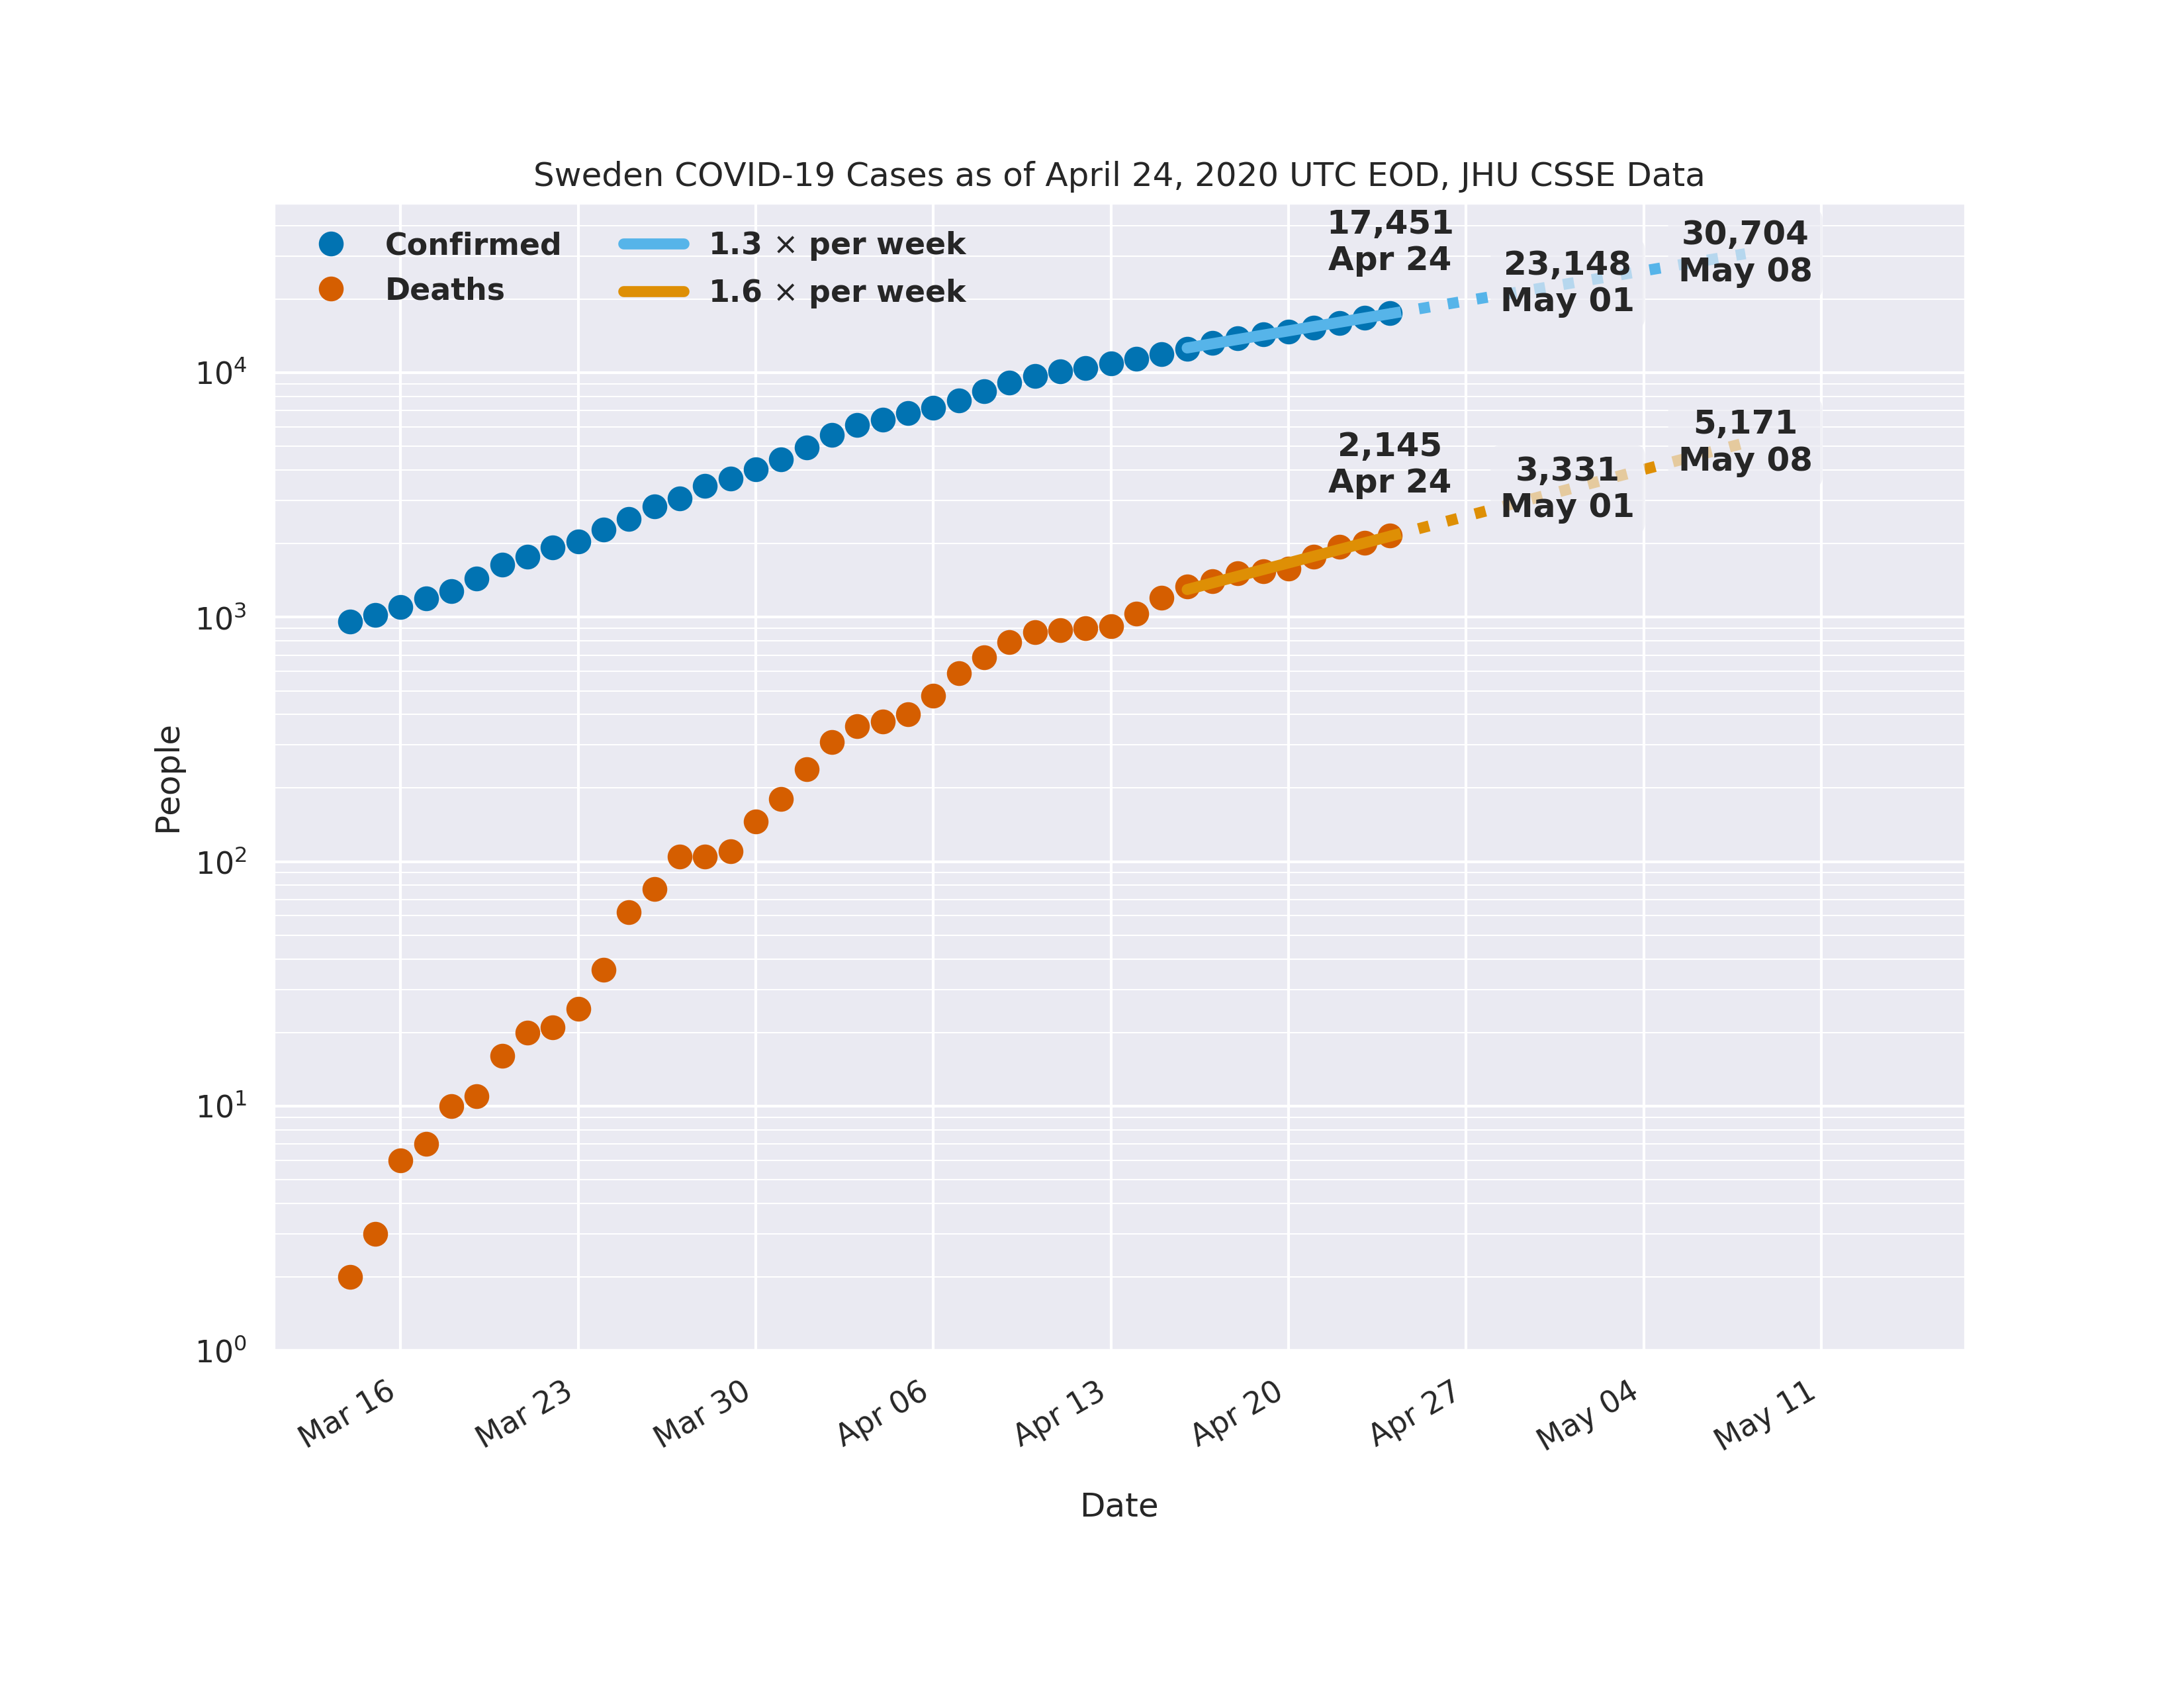 Sweden COVID-19 Cases as of April 24, 2020 UTC EOD, JHU CSSE Data
Confirmed
Deaths
1.3 × per week
1.6 × per week
17,451
Apr 24
23,148
May 01
30,704
May 08
2,145
Apr 24
3,331
May 01
5,171
May 08
People
10⁴
10³
10²
10¹
10⁰
Mar 16
Mar 23
Mar 30
Apr 06
Apr 13
Apr 20
Apr 27
May 04
May 11
Date